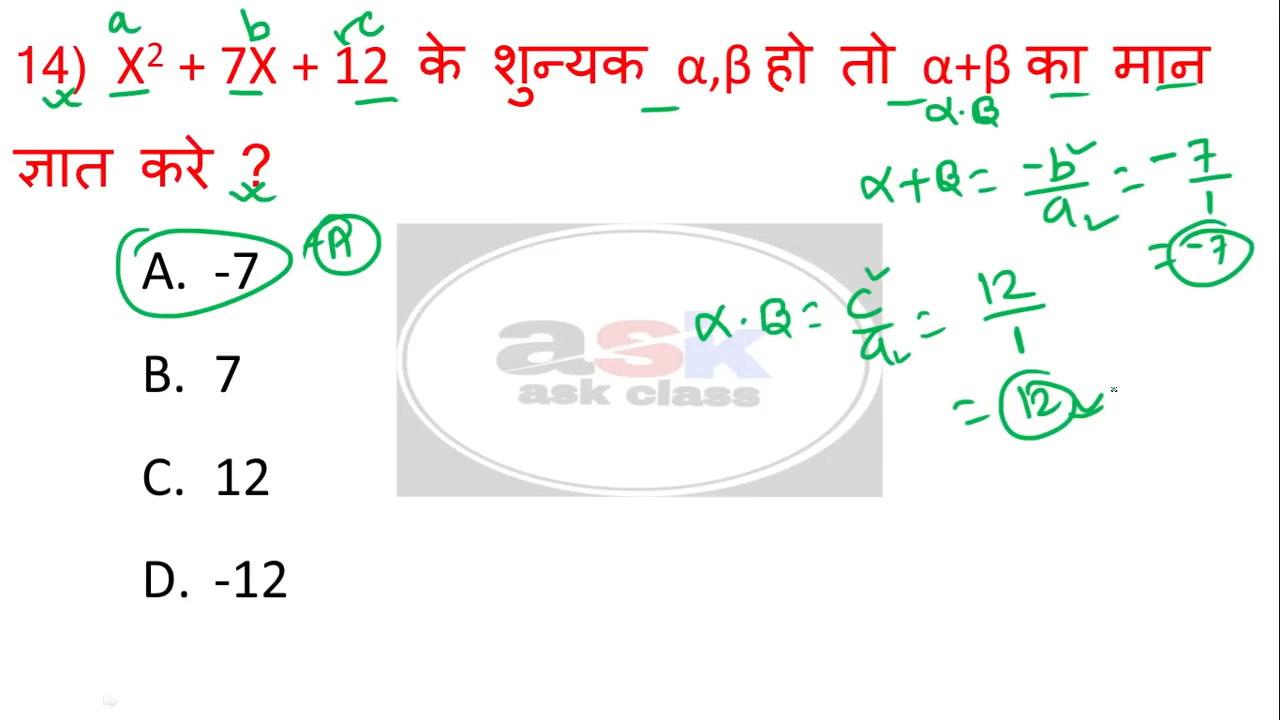 a b c
14) X² + 7X + 12 के शुन्यक α,β हो तो α+β का मान
α·β
ज्ञात करे ?
α+β = -b/a = -7/1
= -7
A. -7 A
α·β = c/a = 12/1
= 12
B. 7
C. 12
D. -12
ask
ask class